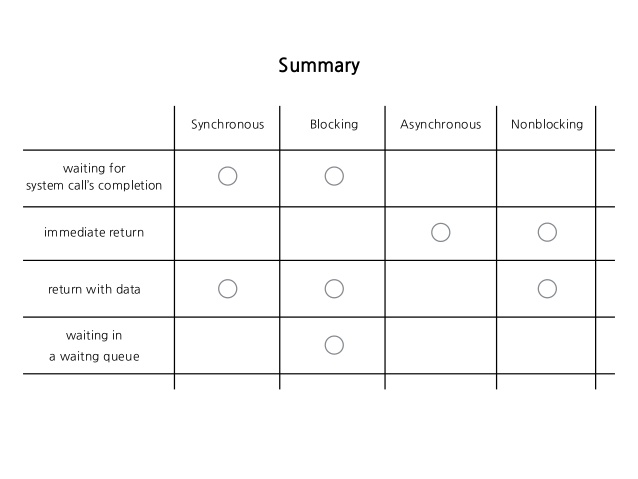 Summary
Synchronous Blocking Asynchronous Nonblocking
waiting for
system call's completion
immediate return
return with data
waiting in
a waitng queue